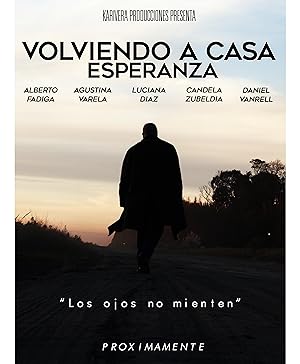 KARIVERA PRODUCCIONES PRESENTA
VOLVIENDO A CASA
ESPERANZA
ALBERTO FADIGA
AGUSTINA VARELA
LUCIANA DIAZ
CANDELA ZUBELDIA
DANIEL VANRELL
"Los ojos no mienten"
PROXIMAMENTE